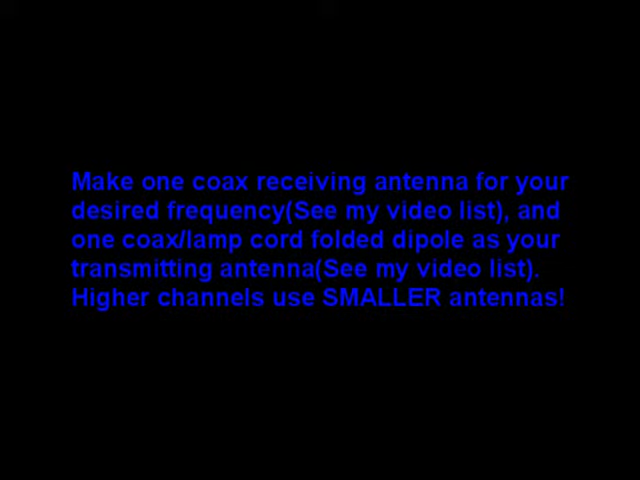 Make one coax receiving antenna for your
desired frequency(See my video list), and
one coax/lamp cord folded dipole as your
transmitting antenna(See my video list).
Higher channels use SMALLER antennas!